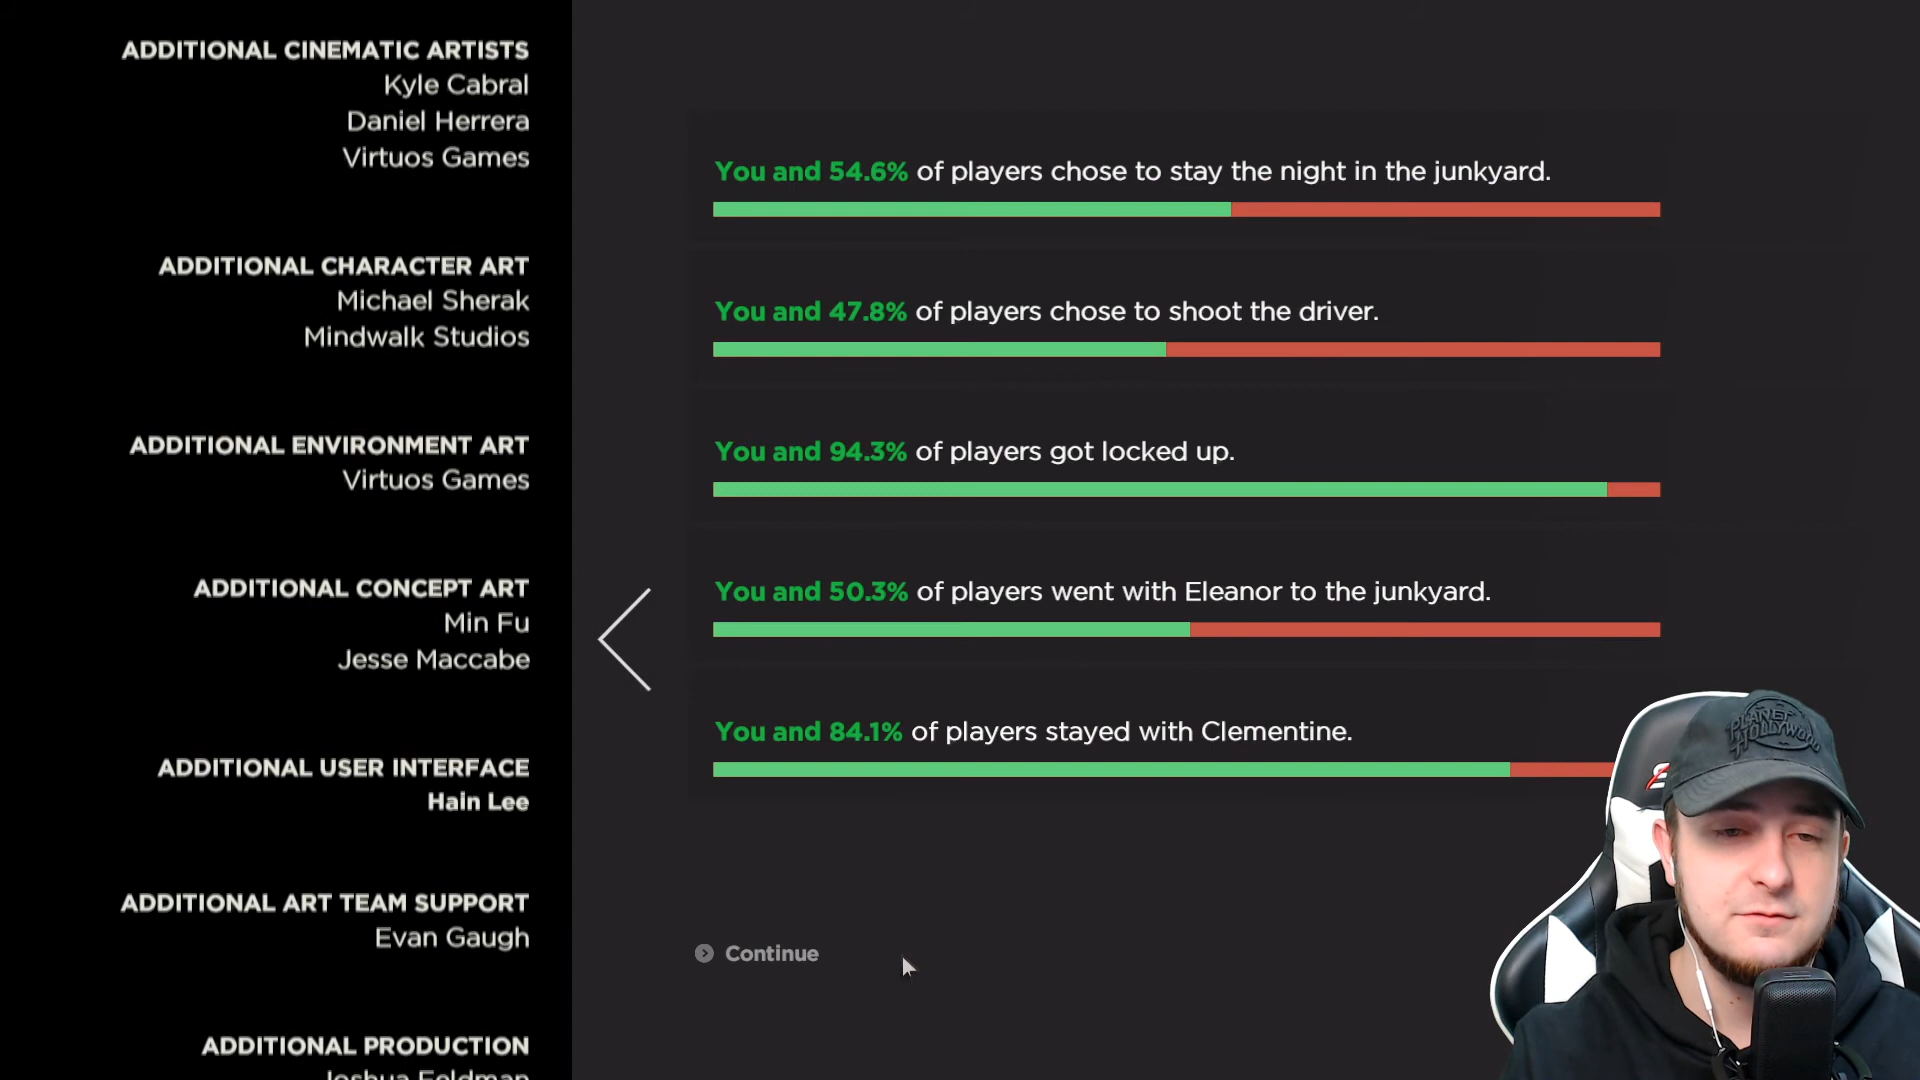 ADDITIONAL CINEMATIC ARTISTS
Kyle Cabral
Daniel Herrera
Virtuos Games
ADDITIONAL CHARACTER ART
Michael Sherak
Mindwalk Studios
ADDITIONAL ENVIRONMENT ART
Virtuos Games
ADDITIONAL CONCEPT ART
Min Fu
Jesse Maccabe
ADDITIONAL USER INTERFACE
Hain Lee
ADDITIONAL ART TEAM SUPPORT
Evan Gaugh
ADDITIONAL PRODUCTION
Joshua Feldman
You and 54.6% of players chose to stay the night in the junkyard.
You and 47.8% of players chose to shoot the driver.
You and 94.3% of players got locked up.
You and 50.3% of players went with Eleanor to the junkyard.
You and 84.1% of players stayed with Clementine.
Continue
PLANET
HOLLYWOOD